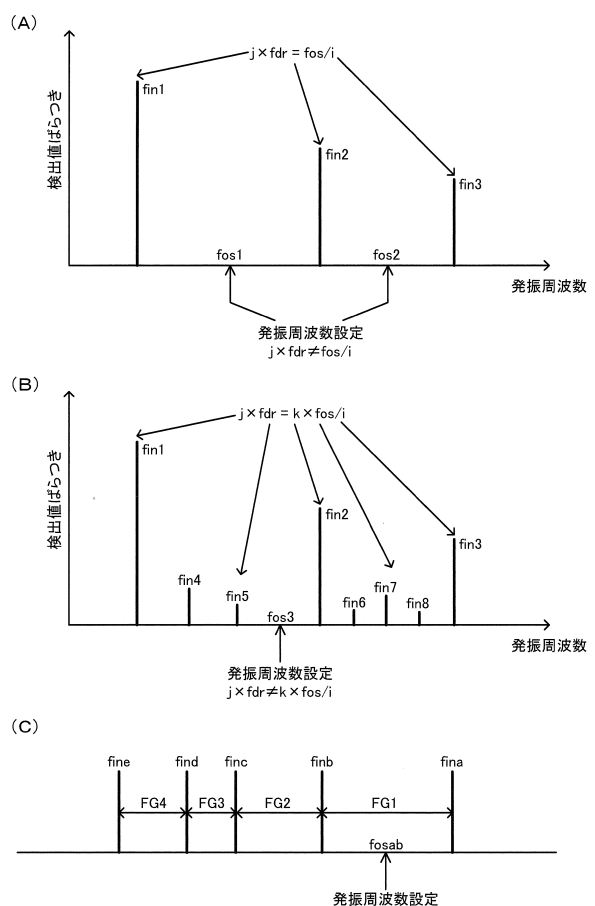 (A)
検出値ばらつき
j×fdr = fos/i
fin1
fin2
fin3
fos1
fos2
発振周波数
発振周波数設定
j×fdr≠fos/i
(B)
検出値ばらつき
j×fdr = k×fos/i
fin1
fin2
fin3
fin4
fin5
fin7
fin6
fin8
fos3
発振周波数
発振周波数設定
j×fdr≠k×fos/i
(C)
fine
find
finc
finb
fina
FG4
FG3
FG2
FG1
fosab
発振周波数設定